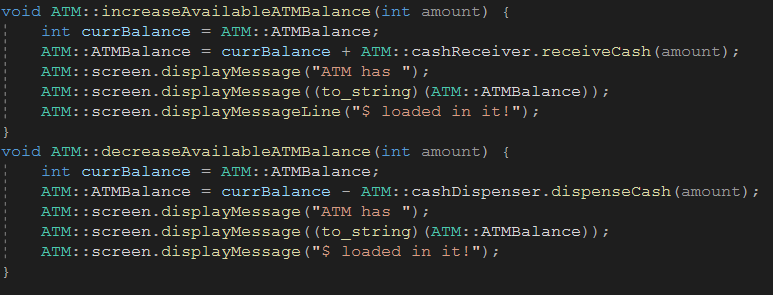 void ATM::increaseAvailableATMBalance(int amount) {
int currBalance = ATM::ATMBalance;
ATM::ATMBalance = currBalance + ATM::cashReceiver.receiveCash(amount);
ATM::screen.displayMessage("ATM has ");
ATM::screen.displayMessage((to_string)(ATM::ATMBalance));
ATM::screen.displayMessageLine("$ loaded in it!");
}
void ATM::decreaseAvailableATMBalance(int amount) {
int currBalance = ATM::ATMBalance;
ATM::ATMBalance = currBalance - ATM::cashDispenser.dispenseCash(amount);
ATM::screen.displayMessage("ATM has ");
ATM::screen.displayMessage((to_string)(ATM::ATMBalance));
ATM::screen.displayMessage("$ loaded in it!");
}